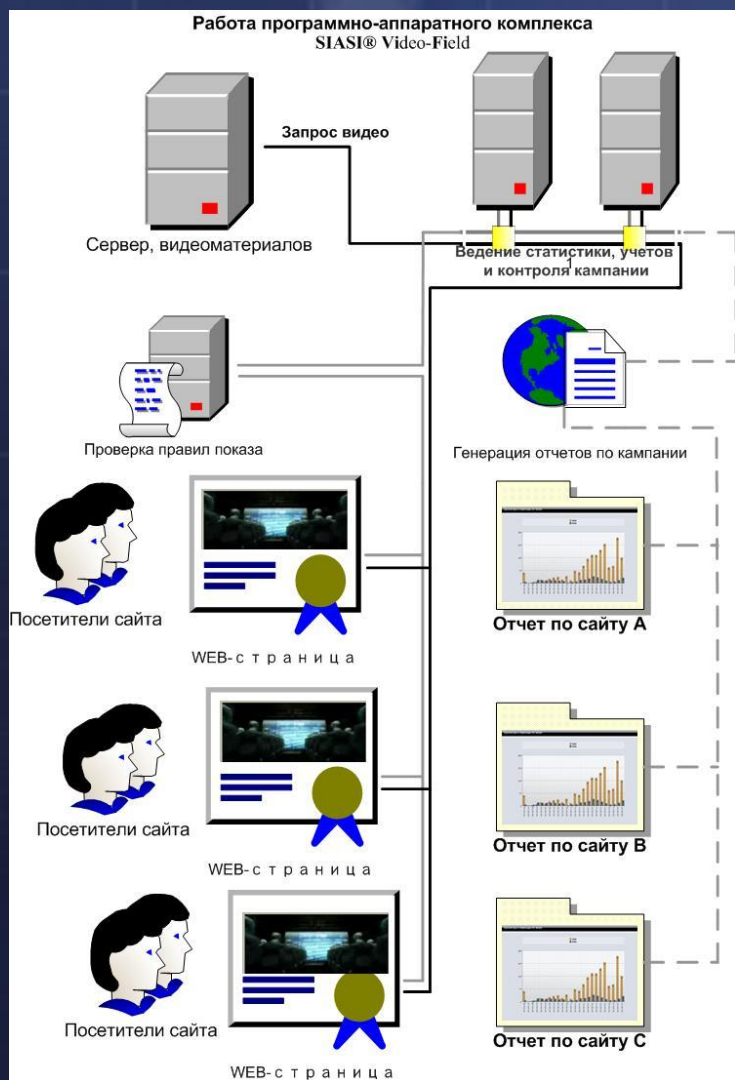 Работа программно-аппаратного комплекса
SIASI® Video-Field
Запрос видео
Сервер, видеоматериалов
Ведение статистики, учетов
1
и контроля кампании
Проверка правил показа
Генерация отчетов по кампании
Посетители сайта
WEB-страница
Отчет по сайту A
Посетители сайта
WEB-страница
Отчет по сайту B
Посетители сайта
WEB-страница
Отчет по сайту C